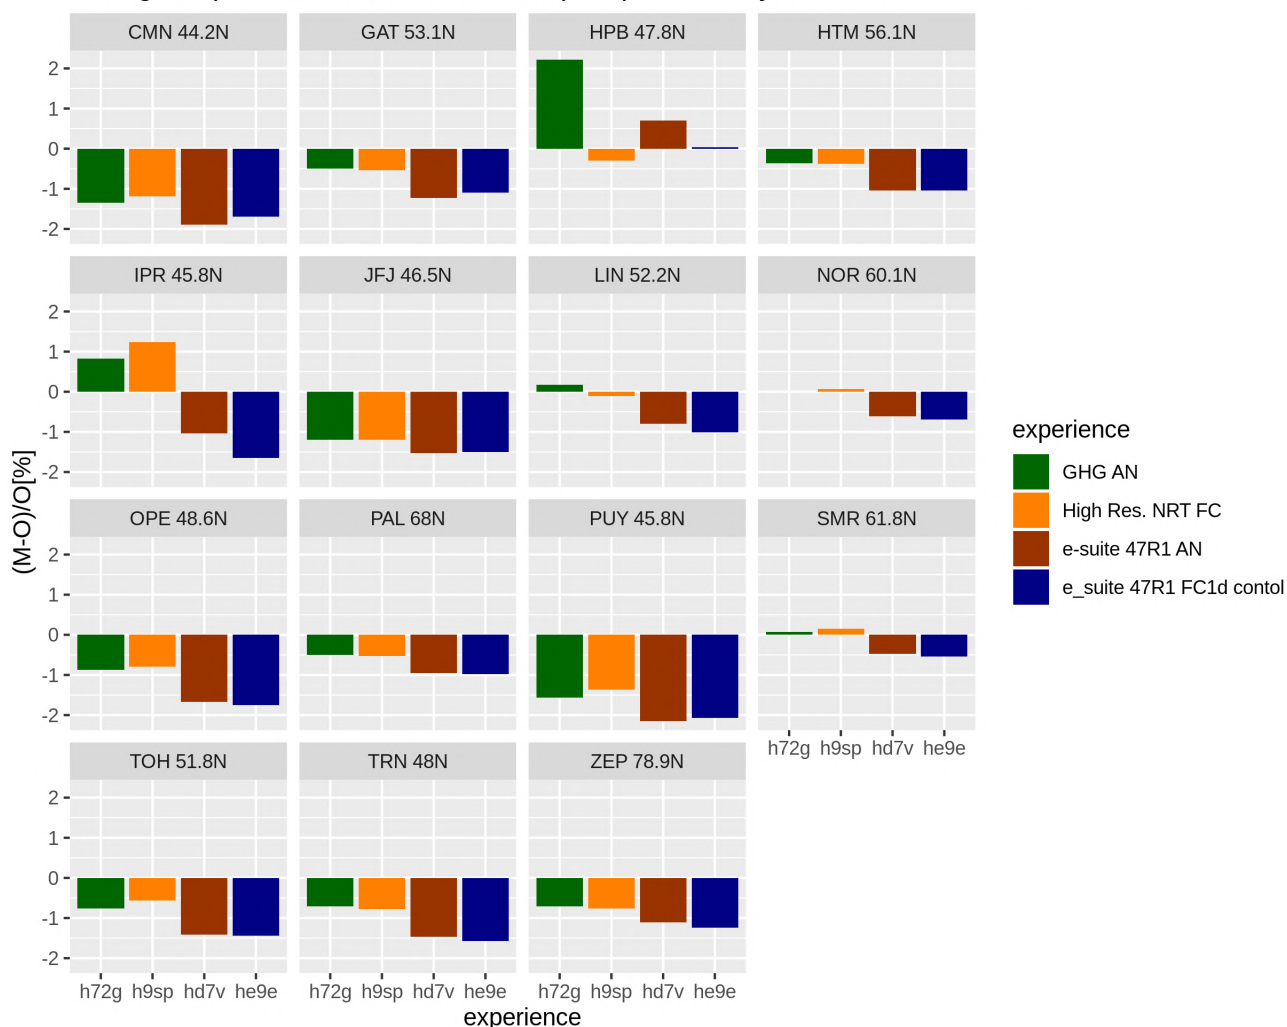 CMN 44.2N GAT 53.1N HPB 47.8N HTM 56.1N
2
1
0
-1
-2
IPR 45.8N JFJ 46.5N LIN 52.2N NOR 60.1N
2
1
0
-1
-2
OPE 48.6N PAL 68N PUY 45.8N SMR 61.8N
2
1
0
-1
-2
h72g h9sp hd7v he9e
TOH 51.8N TRN 48N ZEP 78.9N
2
1
0
-1
-2
h72g h9sp hd7v he9e h72g h9sp hd7v he9e h72g h9sp hd7v he9e
experience
(M-O)/O[%]
experience
GHG AN
High Res. NRT FC
e-suite 47R1 AN
e_suite 47R1 FC1d contol